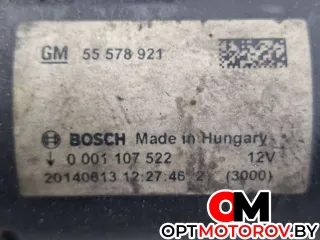 GM 55 578 921
BOSCH Made in Hungary
↓ 0 001 107 522 12V
20140613 12:27:46 2 (3000)
MOTORS.BY